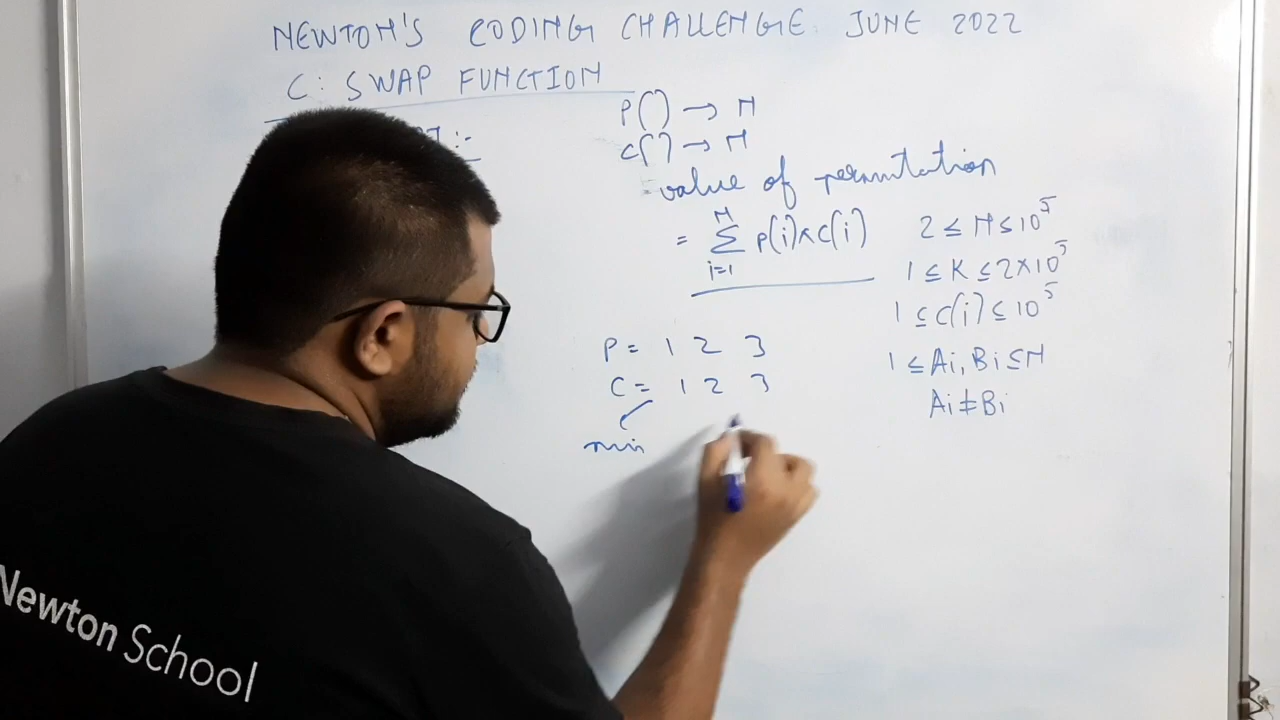 NEWTON'S CODING CHALLENGE JUNE 2022
C: SWAP FUNCTION
P() → N
C() → N
value of permutation
= N Σ i=1 P(i)×C(i)
2 ≤ N ≤ 10^5
1 ≤ K ≤ 2×10^5
1 ≤ C(i) ≤ 10^5
1 ≤ Ai, Bi ≤ N
Ai ≠ Bi
P = 1 2 3
C = 1 2 3
min
Newton School